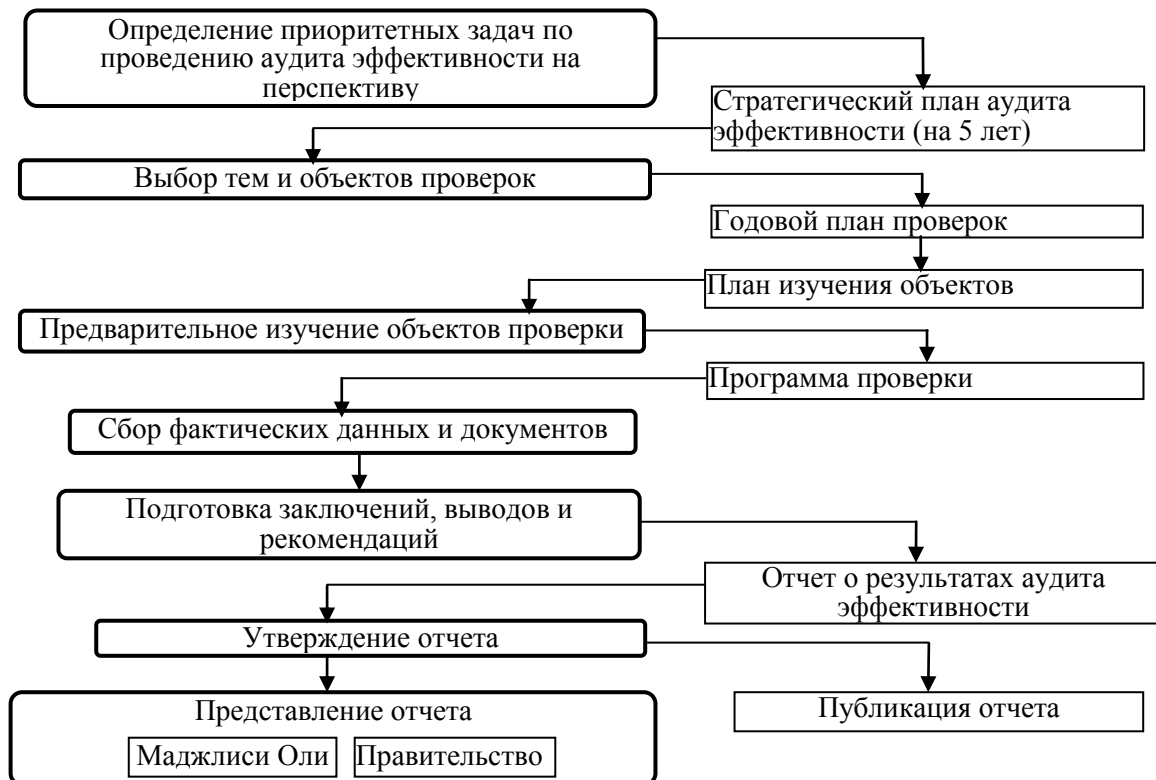 Определение приоритетных задач по
проведению аудита эффективности на
перспективу
Стратегический план аудита
эффективности (на 5 лет)
Выбор тем и объектов проверок
Годовой план проверок
План изучения объектов
Предварительное изучение объектов проверки
Программа проверки
Сбор фактических данных и документов
Подготовка заключений, выводов и
рекомендаций
Отчет о результатах аудита
эффективности
Утверждение отчета
Представление отчета
Публикация отчета
Маджлиси Оли
Правительство